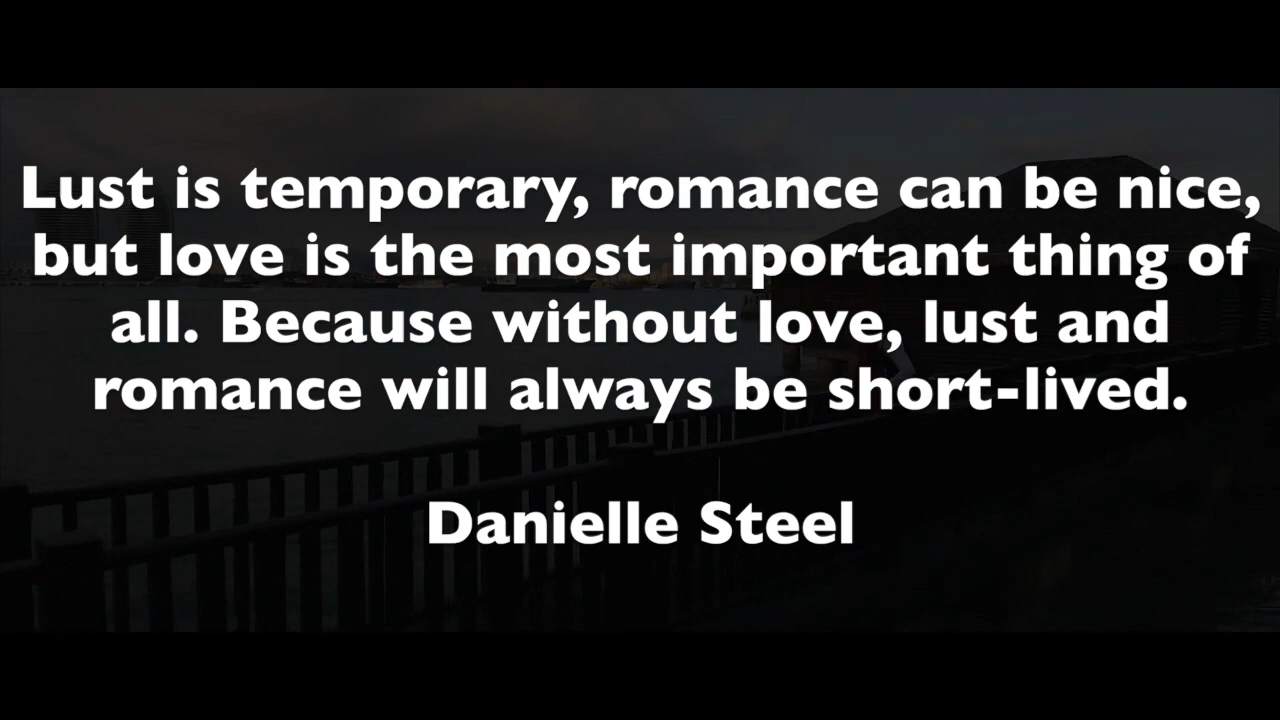 Lust is temporary, romance can be nice,
but love is the most important thing of
all. Because without love, lust and
romance will always be short-lived.
Danielle Steel